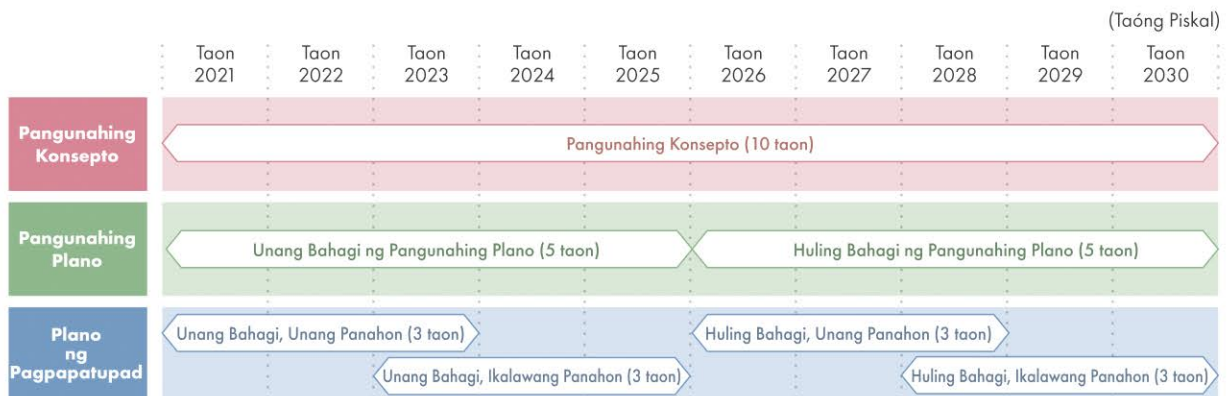 (Taóng Piskal)
Taon 2021
Taon 2022
Taon 2023
Taon 2024
Taon 2025
Taon 2026
Taon 2027
Taon 2028
Taon 2029
Taon 2030
Pangunahing
Konsepto
Pangunahing Konsepto (10 taon)
Pangunahing
Plano
Unang Bahagi ng Pangunahing Plano (5 taon)
Huling Bahagi ng Pangunahing Plano (5 taon)
Plano
ng
Pagpapatupad
Unang Bahagi, Unang Panahon (3 taon)
Huling Bahagi, Unang Panahon (3 taon)
Unang Bahagi, Ikalawang Panahon (3 taon)
Huling Bahagi, Ikalawang Panahon (3 taon)